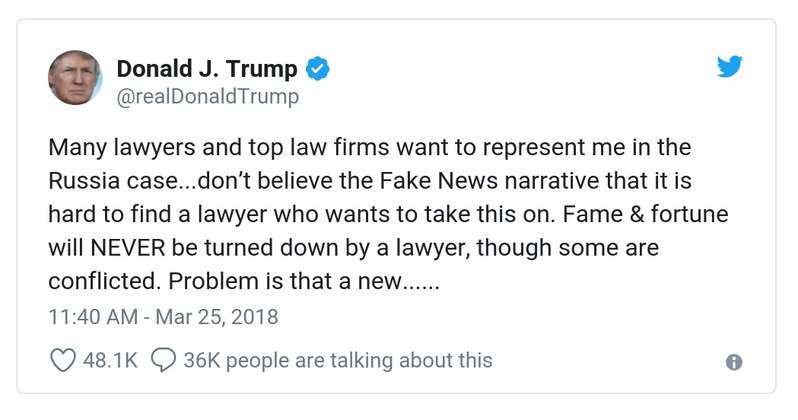 Donald J. Trump
@realDonaldTrump
Many lawyers and top law firms want to represent me in the
Russia case...don’t believe the Fake News narrative that it is
hard to find a lawyer who wants to take this on. Fame & fortune
will NEVER be turned down by a lawyer, though some are
conflicted. Problem is that a new......
11:40 AM - Mar 25, 2018
48.1K 36K people are talking about this